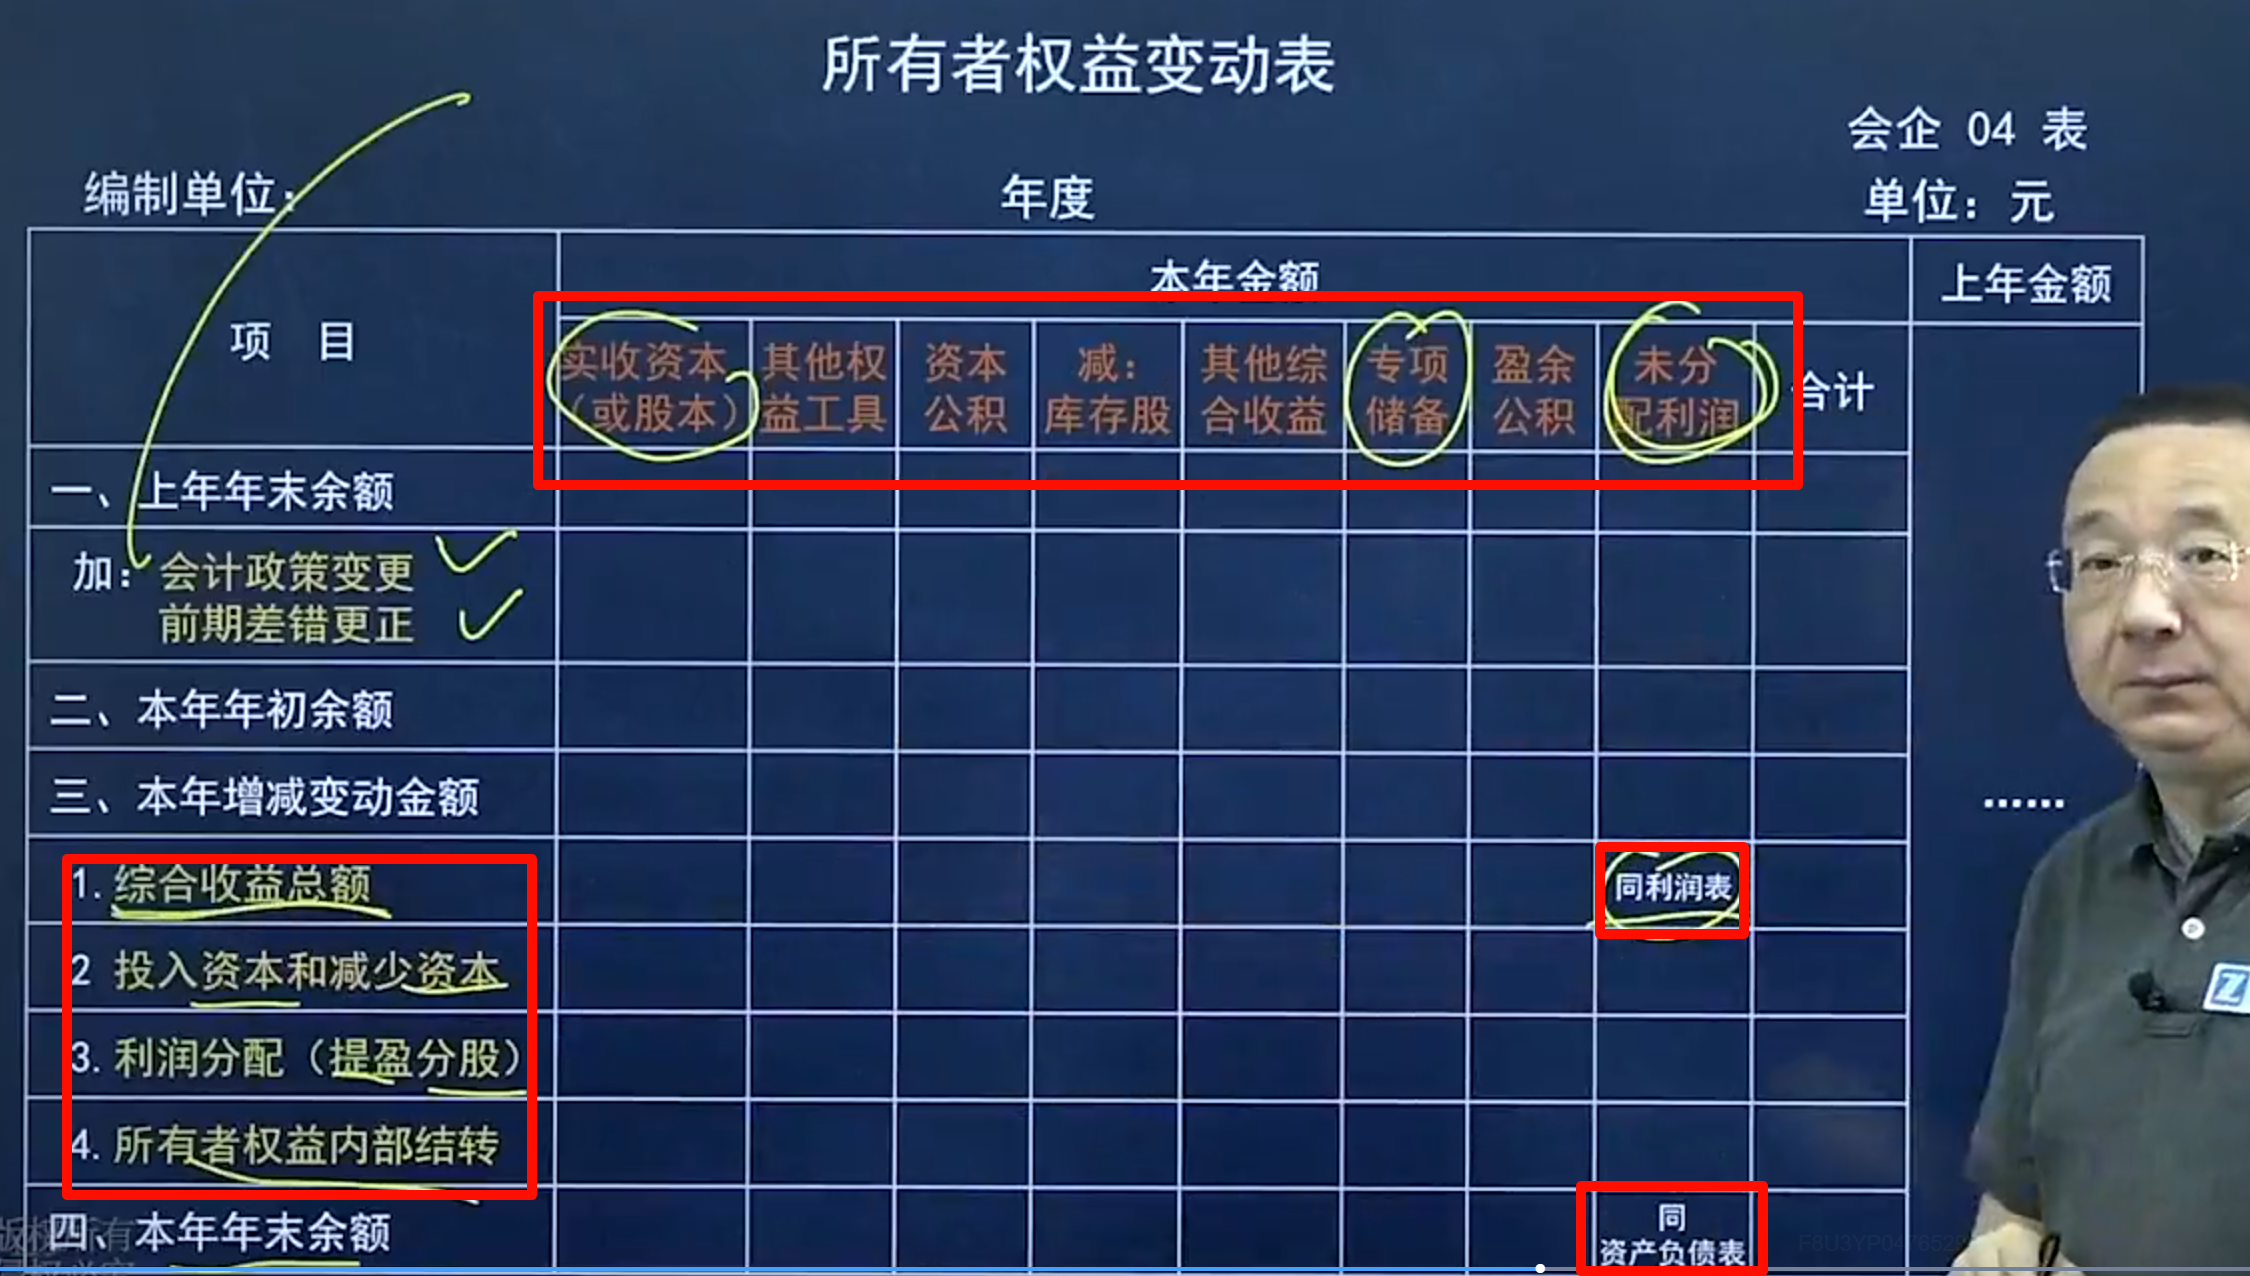 所有者权益变动表
会企 04 表
编制单位：
年度
单位：元
项 目
本年金额
上年金额
实收资本
（或股本）
其他权
益工具
资本
公积
减：
库存股
其他综
合收益
专项
储备
盈余
公积
未分
配利润
合计
一、上年年末余额
加：会计政策变更
前期差错更正
二、本年年初余额
三、本年增减变动金额
……
1. 综合收益总额
同利润表
2 投入资本和减少资本
3. 利润分配（提盈分股）
4. 所有者权益内部结转
四、本年年末余额
同
资产负债表
版权所有
Z